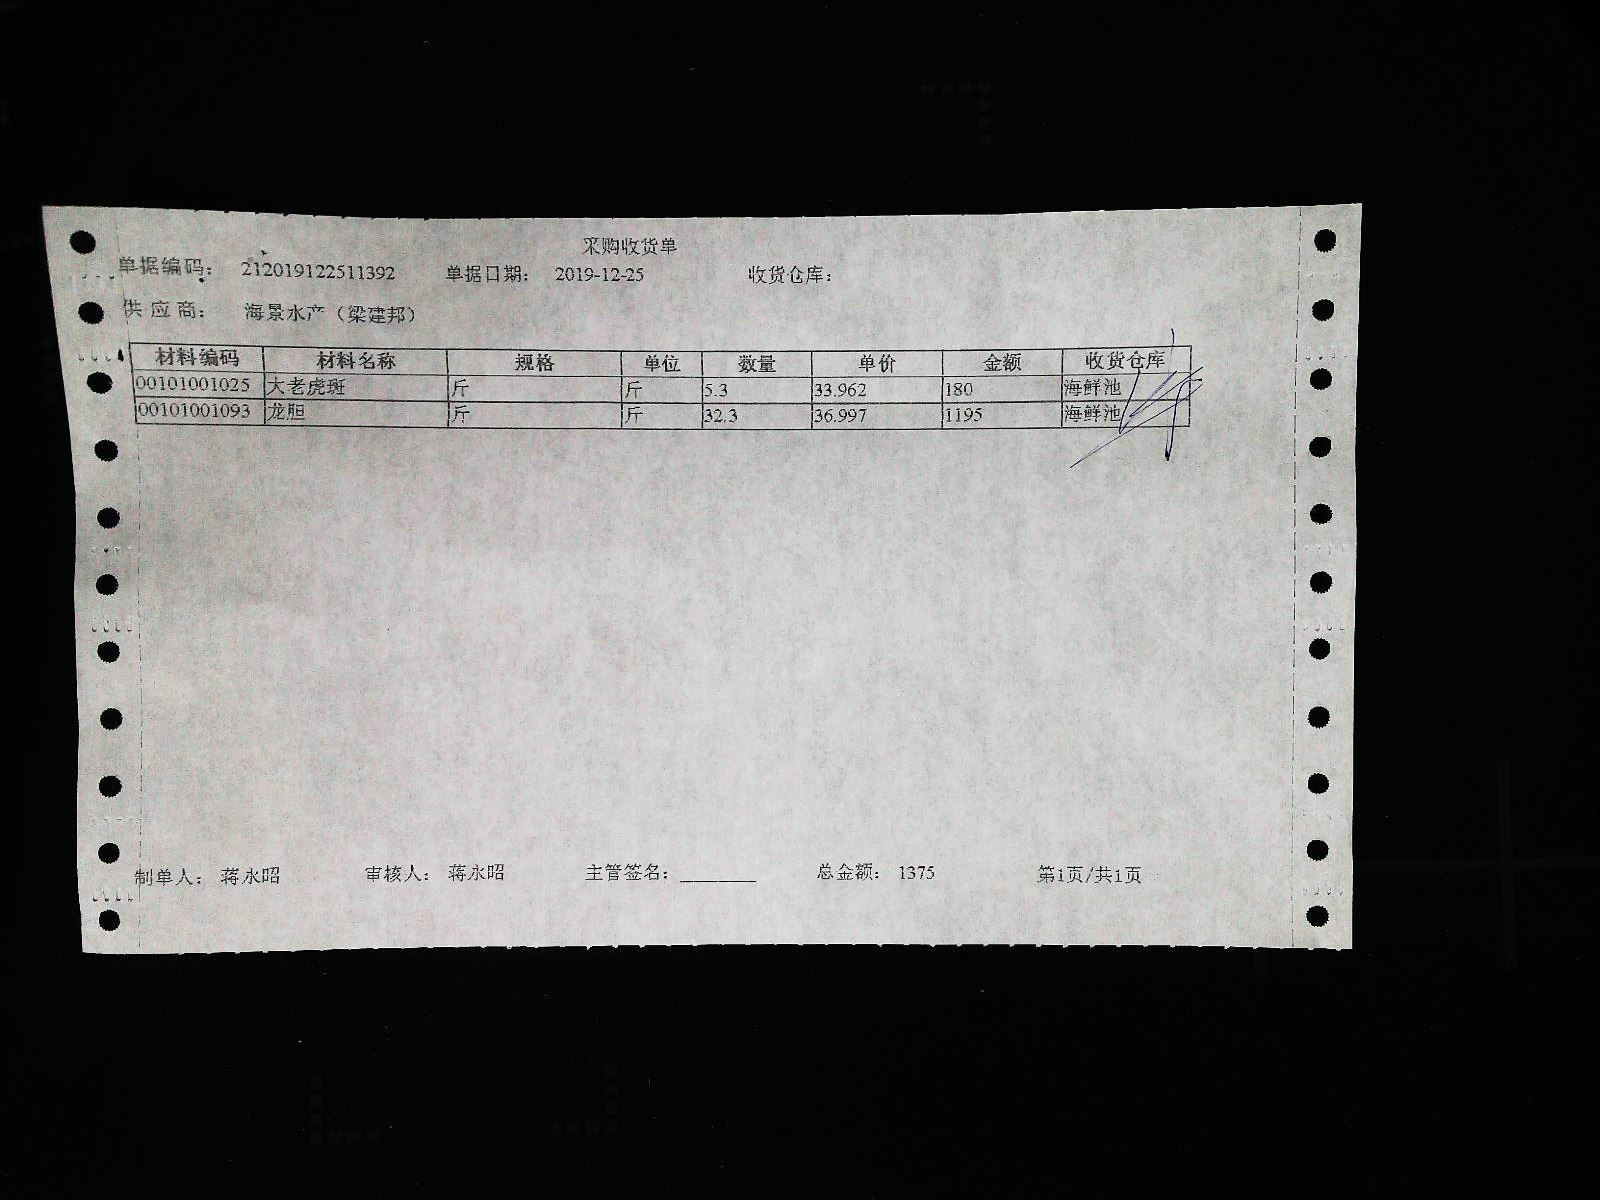 采购收货单
单据编码： 212019122511392 单据日期： 2019-12-25 收货仓库：
供应商： 海景水产（梁建邦）
材料编码 材料名称 规格 单位 数量 单价 金额 收货仓库
00101001025 大老虎斑 斤 斤 5.3 33.962 180 海鲜池
00101001093 龙胆 斤 斤 32.3 36.997 1195 海鲜池
制单人： 蒋永昭 审核人： 蒋永昭 主管签名：________ 总金额： 1375 第1页/共1页